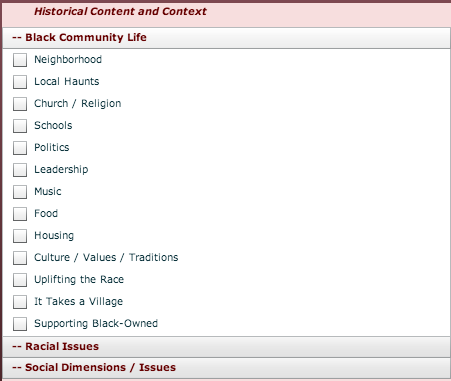 Historical Content and Context
-- Black Community Life
Neighborhood
Local Haunts
Church / Religion
Schools
Politics
Leadership
Music
Food
Housing
Culture / Values / Traditions
Uplifting the Race
It Takes a Village
Supporting Black-Owned
-- Racial Issues
-- Social Dimensions / Issues